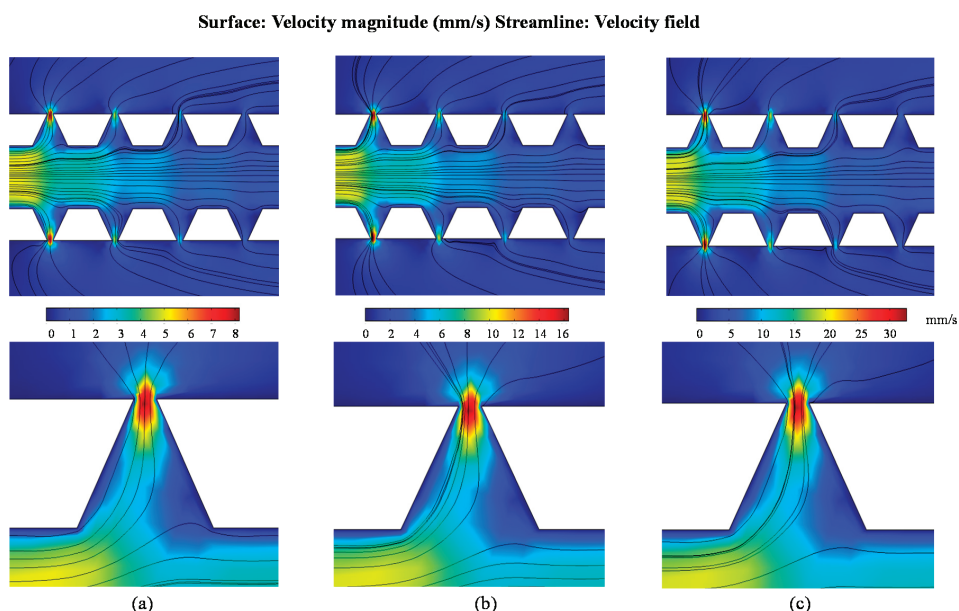 Surface: Velocity magnitude (mm/s) Streamline: Velocity field
0 1 2 3 4 5 6 7 8
0 2 4 6 8 10 12 14 16
0 5 10 15 20 25 30 mm/s
(a) (b) (c)